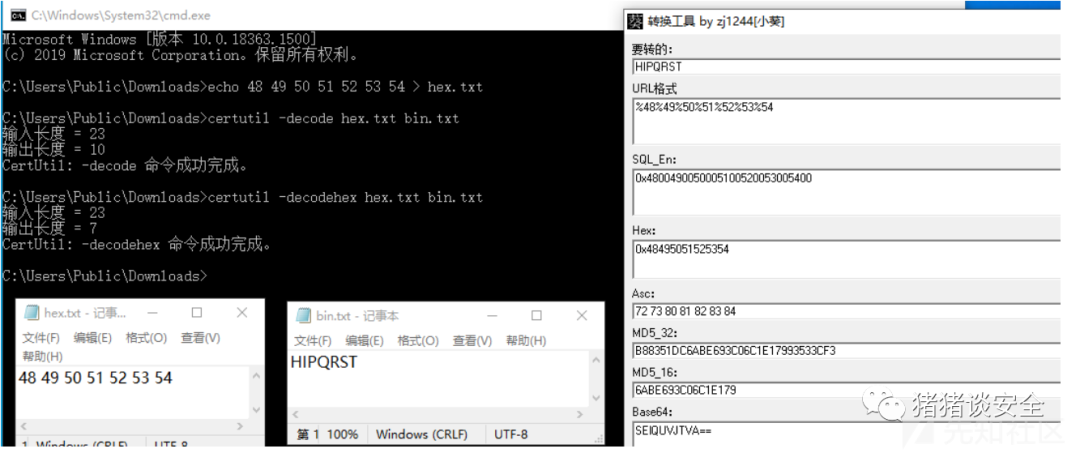 C:\Windows\System32\cmd.exe
Microsoft Windows [版本 10.0.18363.1500]
(c) 2019 Microsoft Corporation。保留所有权利。
C:\Users\Public\Downloads>echo 48 49 50 51 52 53 54 > hex.txt
C:\Users\Public\Downloads>certutil -decode hex.txt bin.txt
输入长度 = 23
输出长度 = 10
CertUtil: -decode 命令成功完成。
C:\Users\Public\Downloads>certutil -decodehex hex.txt bin.txt
输入长度 = 23
输出长度 = 7
CertUtil: -decodehex 命令成功完成。
C:\Users\Public\Downloads>
hex.txt - 记事...
文件(F) 编辑(E) 格式(O) 查看(V)
帮助(H)
48 49 50 51 52 53 54
1 Windows (CRLF) UTF-8
bin.txt - 记事本
文件(F) 编辑(E) 格式(O) 查看(V) 帮助(H)
HIPQRST
第 1 100% Windows (CRLF) UTF-8
转换工具 by zj1244[小葵]
要转的:
HIPQRST
URL格式
%48%49%50%51%52%53%54
SQL_En:
0x4800490050005100520053005400
Hex:
0x48495051525354
Asc:
72 73 80 81 82 83 84
MD5_32:
B88351DC6ABE693C06C1E17993533CF3
MD5_16:
6ABE693C06C1E179
Base64:
SElQUVJTVA==
猪猪谈安全
先知社区